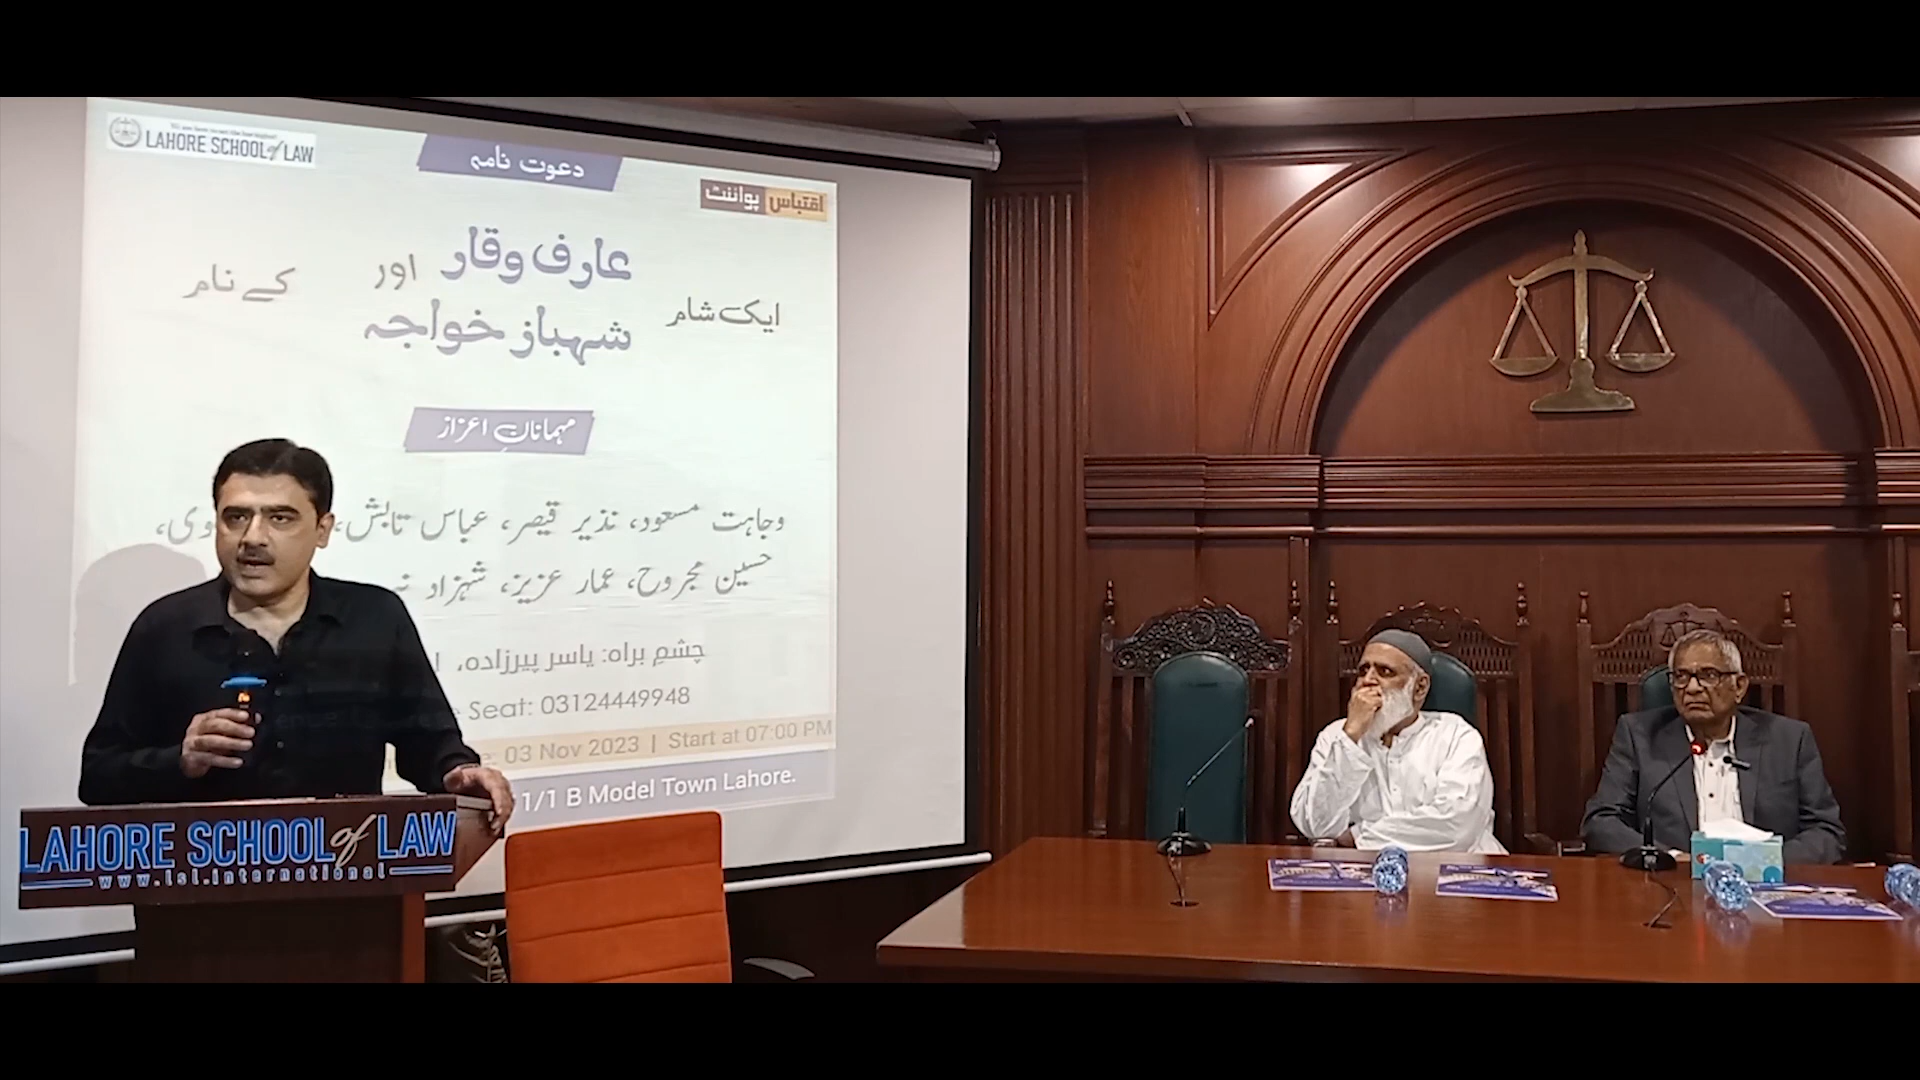 LAHORE SCHOOL of LAW
دعوت نامہ
اقتباس پوائنٹ
ایک شام
عارف وقار اور
شہباز خواجہ
کے نام
مہمانانِ اعزاز
وجاہت مسعود، نذیر قیصر، عباس تابش،
حسین مجروح، عمار عزیز، شہزاد
چشمِ براہ: یاسر پیرزادہ،
Seat: 03124449948
03 Nov 2023 | Start at 07:00 PM
1/1 B Model Town Lahore.
LAHORE SCHOOL of LAW
www.lsl.international